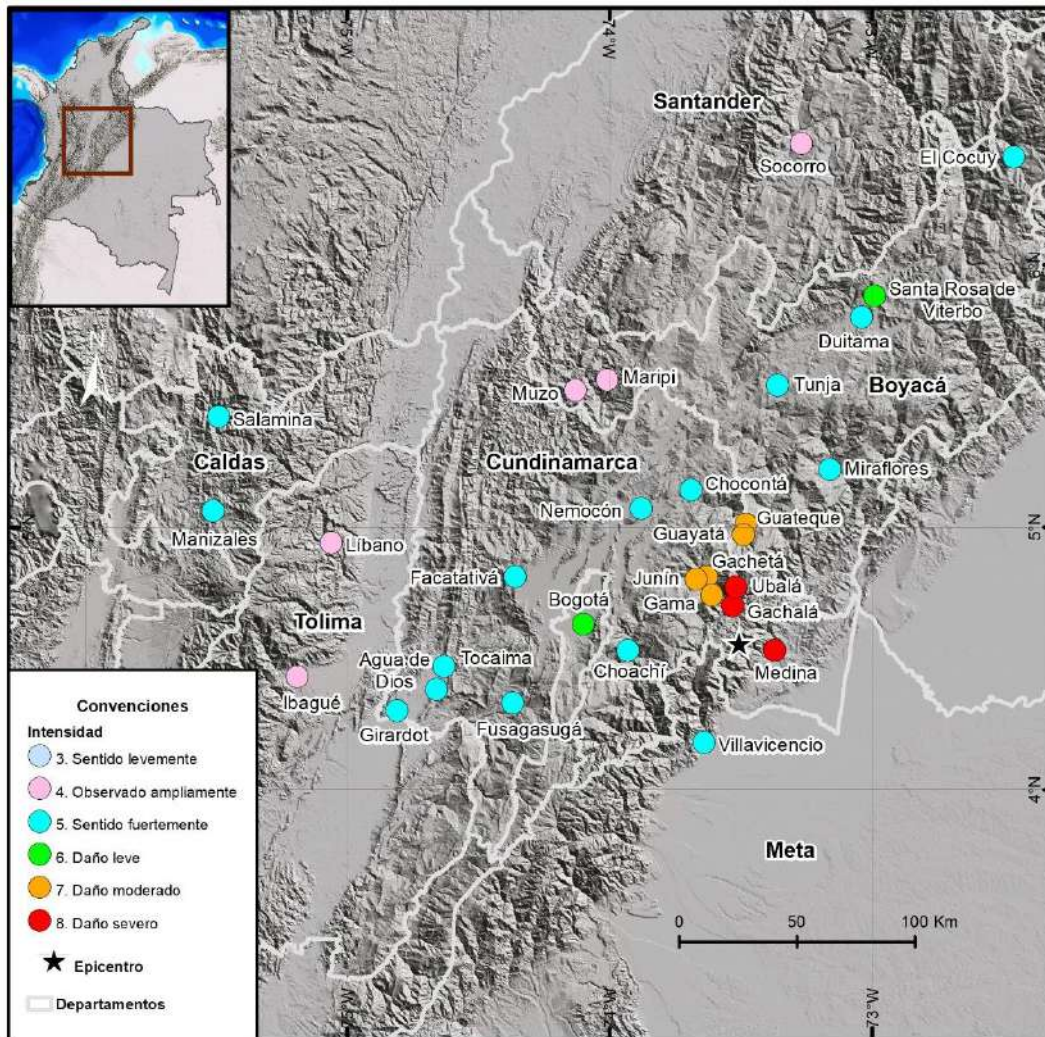 75°W
74°W
Santander
Socorro
El Cocuy
Santa Rosa de
Viterbo
Duitama
Muzo
Maripi
Tunja
Boyacá
Salamina
Caldas
Cundinamarca
Chocontá
Miraflores
Nemocón
Manizales
Líbano
Guateque
Guayatá
5°N
Gachetá
Junín
Ubalá
Facatativá
Gama
Gachalá
Bogotá
Tolima
Agua de
Dios
Tocaima
Choachí
Medina
Ibagué
Girardot
Fusagasugá
Villavicencio
4°N
Meta
N
Convenciones
Intensidad
3. Sentido levemente
4. Observado ampliamente
5. Sentido fuertemente
6. Daño leve
7. Daño moderado
8. Daño severo
Epicentro
Departamentos
0 50 100 Km
73°W